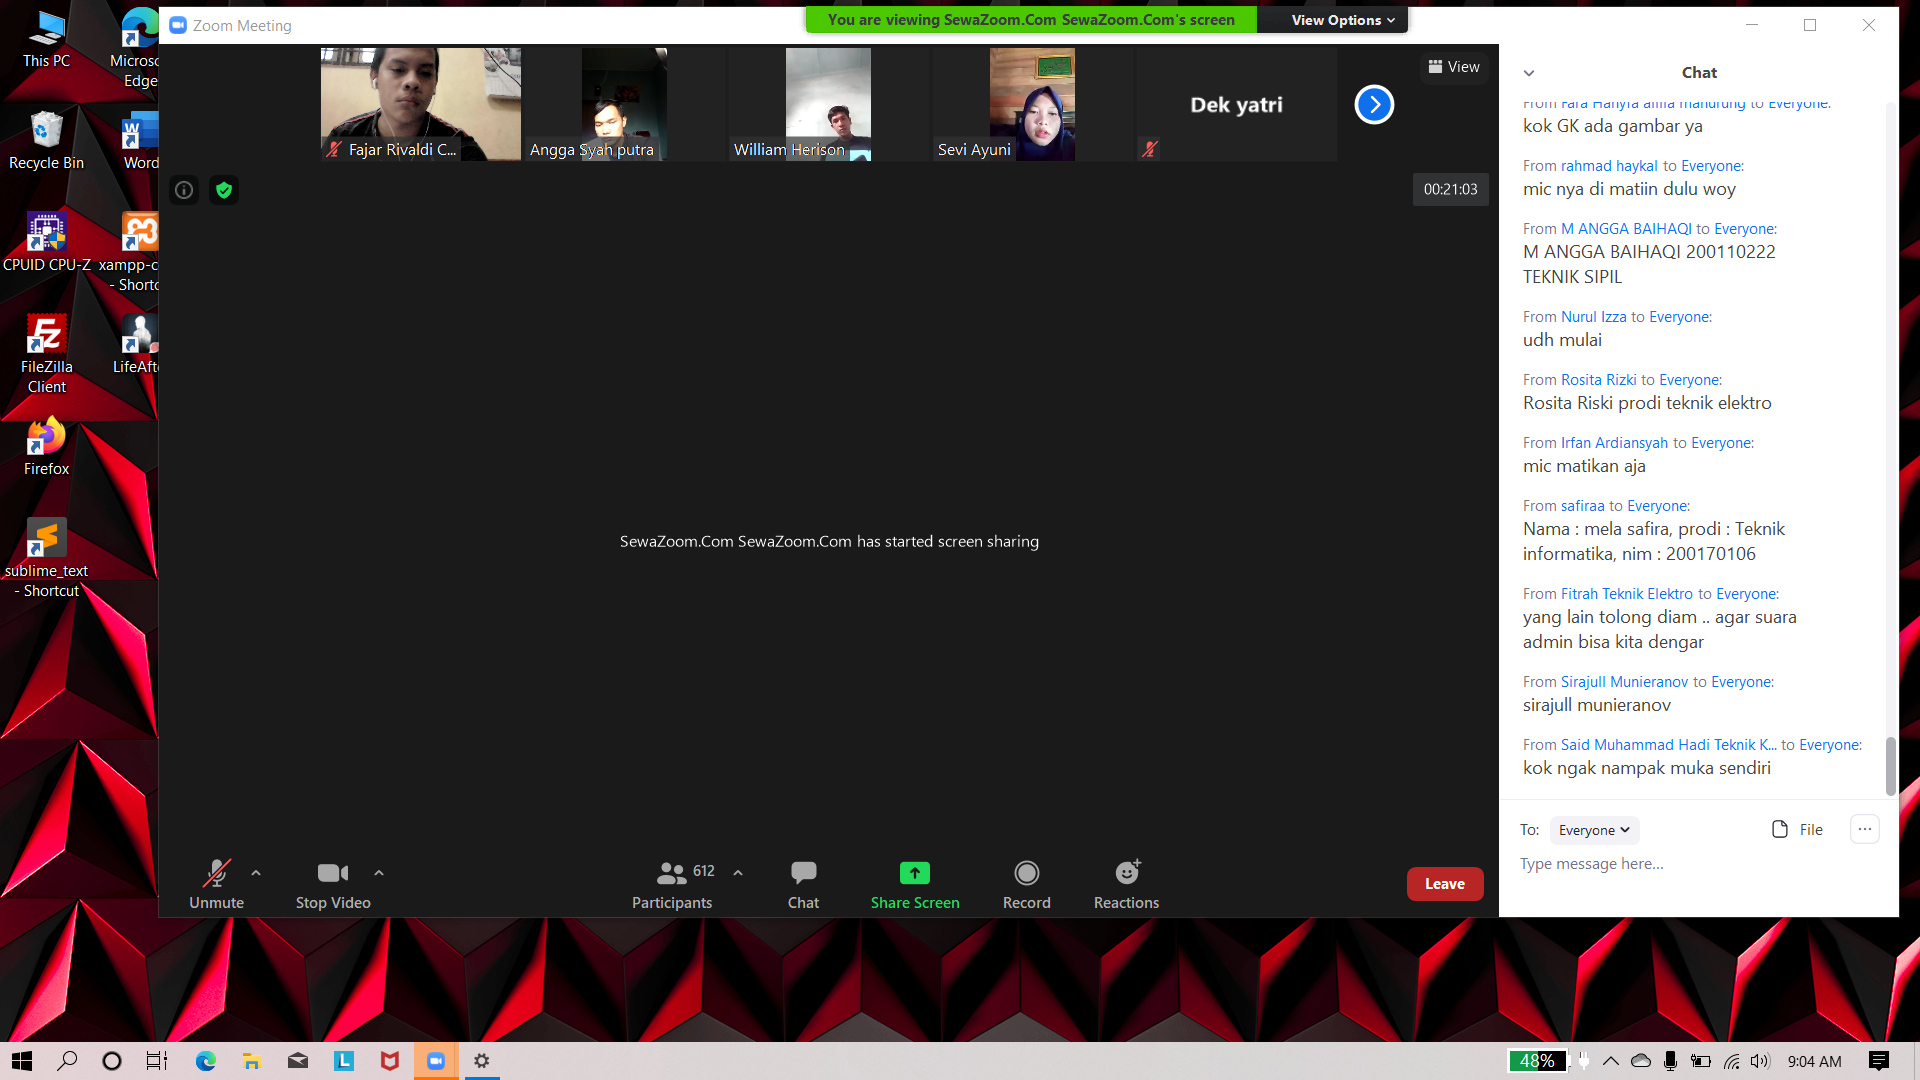 This PC
Microso
Edge
Recycle Bin
Word
CPUID CPU-Z
xampp-c
- Shortc
FileZilla
Client
LifeAft
Firefox
sublime_text
- Shortcut
Zoom Meeting
You are viewing SewaZoom.Com SewaZoom.Com's screen
View Options
Fajar Rivaldi C...
Angga Syah putra
William Herison
Sevi Ayuni
Dek yatri
View
00:21:03
SewaZoom.Com SewaZoom.Com has started screen sharing
Unmute
Stop Video
612
Participants
Chat
Share Screen
Record
Reactions
Leave
Chat
From Fara Hanyfa alifia manurung to Everyone:
kok GK ada gambar ya
From rahmad haykal to Everyone:
mic nya di matiin dulu woy
From M ANGGA BAIHAQI to Everyone:
M ANGGA BAIHAQI 200110222
TEKNIK SIPIL
From Nurul Izza to Everyone:
udh mulai
From Rosita Rizki to Everyone:
Rosita Riski prodi teknik elektro
From Irfan Ardiansyah to Everyone:
mic matikan aja
From safiraa to Everyone:
Nama : mela safira, prodi : Teknik
informatika, nim : 200170106
From Fitrah Teknik Elektro to Everyone:
yang lain tolong diam .. agar suara
admin bisa kita dengar
From Sirajull Munieranov to Everyone:
sirajull munieranov
From Said Muhammad Hadi Teknik K... to Everyone:
kok ngak nampak muka sendiri
To: Everyone
File
Type message here...
L
48%
9:04 AM